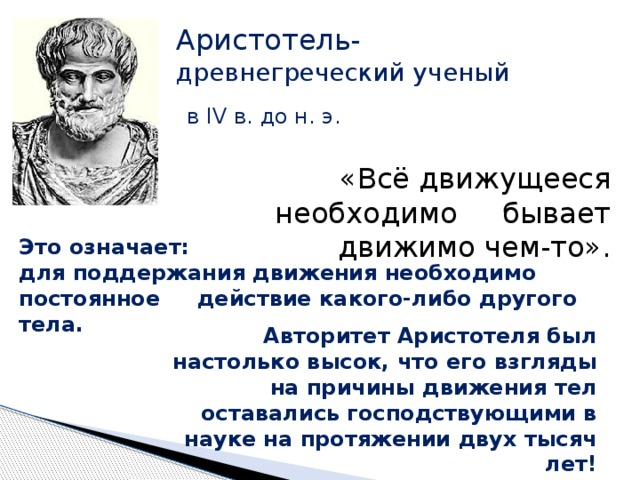 Аристотель-
древнегреческий ученый
в IV в. до н. э.
«Всё движущееся
необходимо бывает
движимо чем-то».
Это означает:
для поддержания движения необходимо
постоянное действие какого-либо другого
тела.
Авторитет Аристотеля был
настолько высок, что его взгляды
на причины движения тел
оставались господствующими в
науке на протяжении двух тысяч
лет!